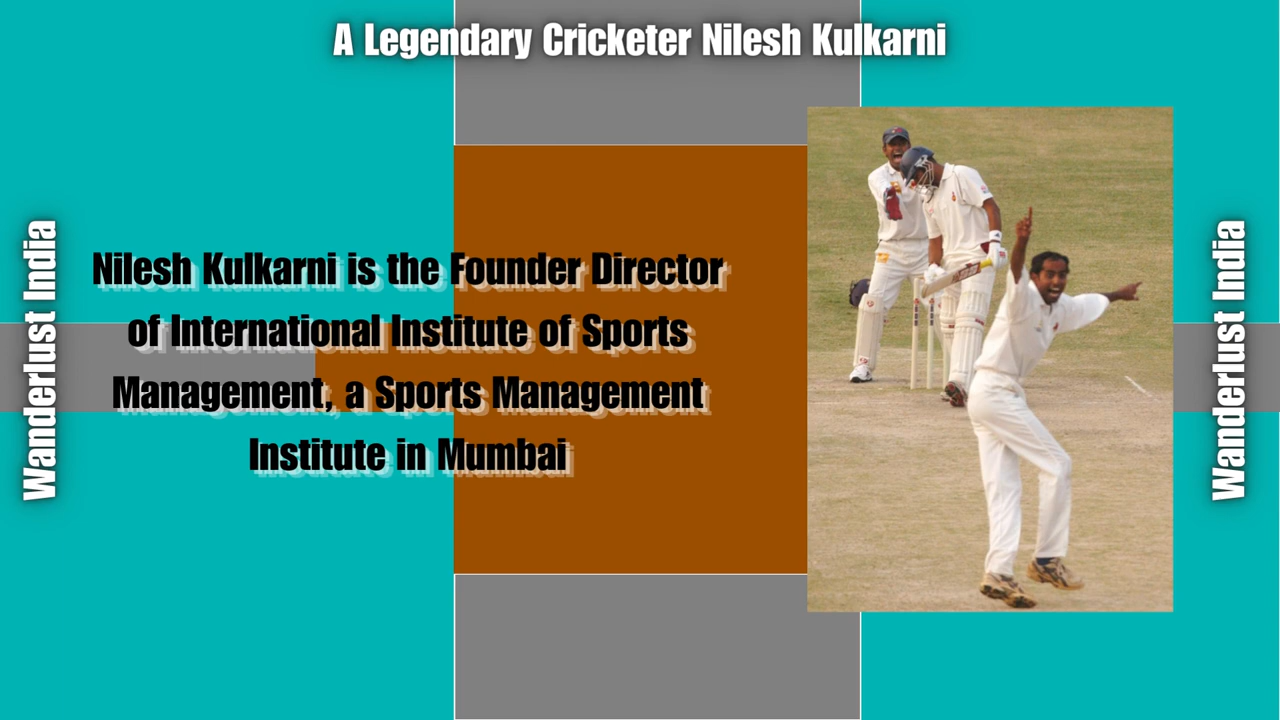 A Legendary Cricketer Nilesh Kulkarni
Wanderlust India
Nilesh Kulkarni is the Founder Director
of International Institute of Sports
Management, a Sports Management
Institute in Mumbai
Wanderlust India